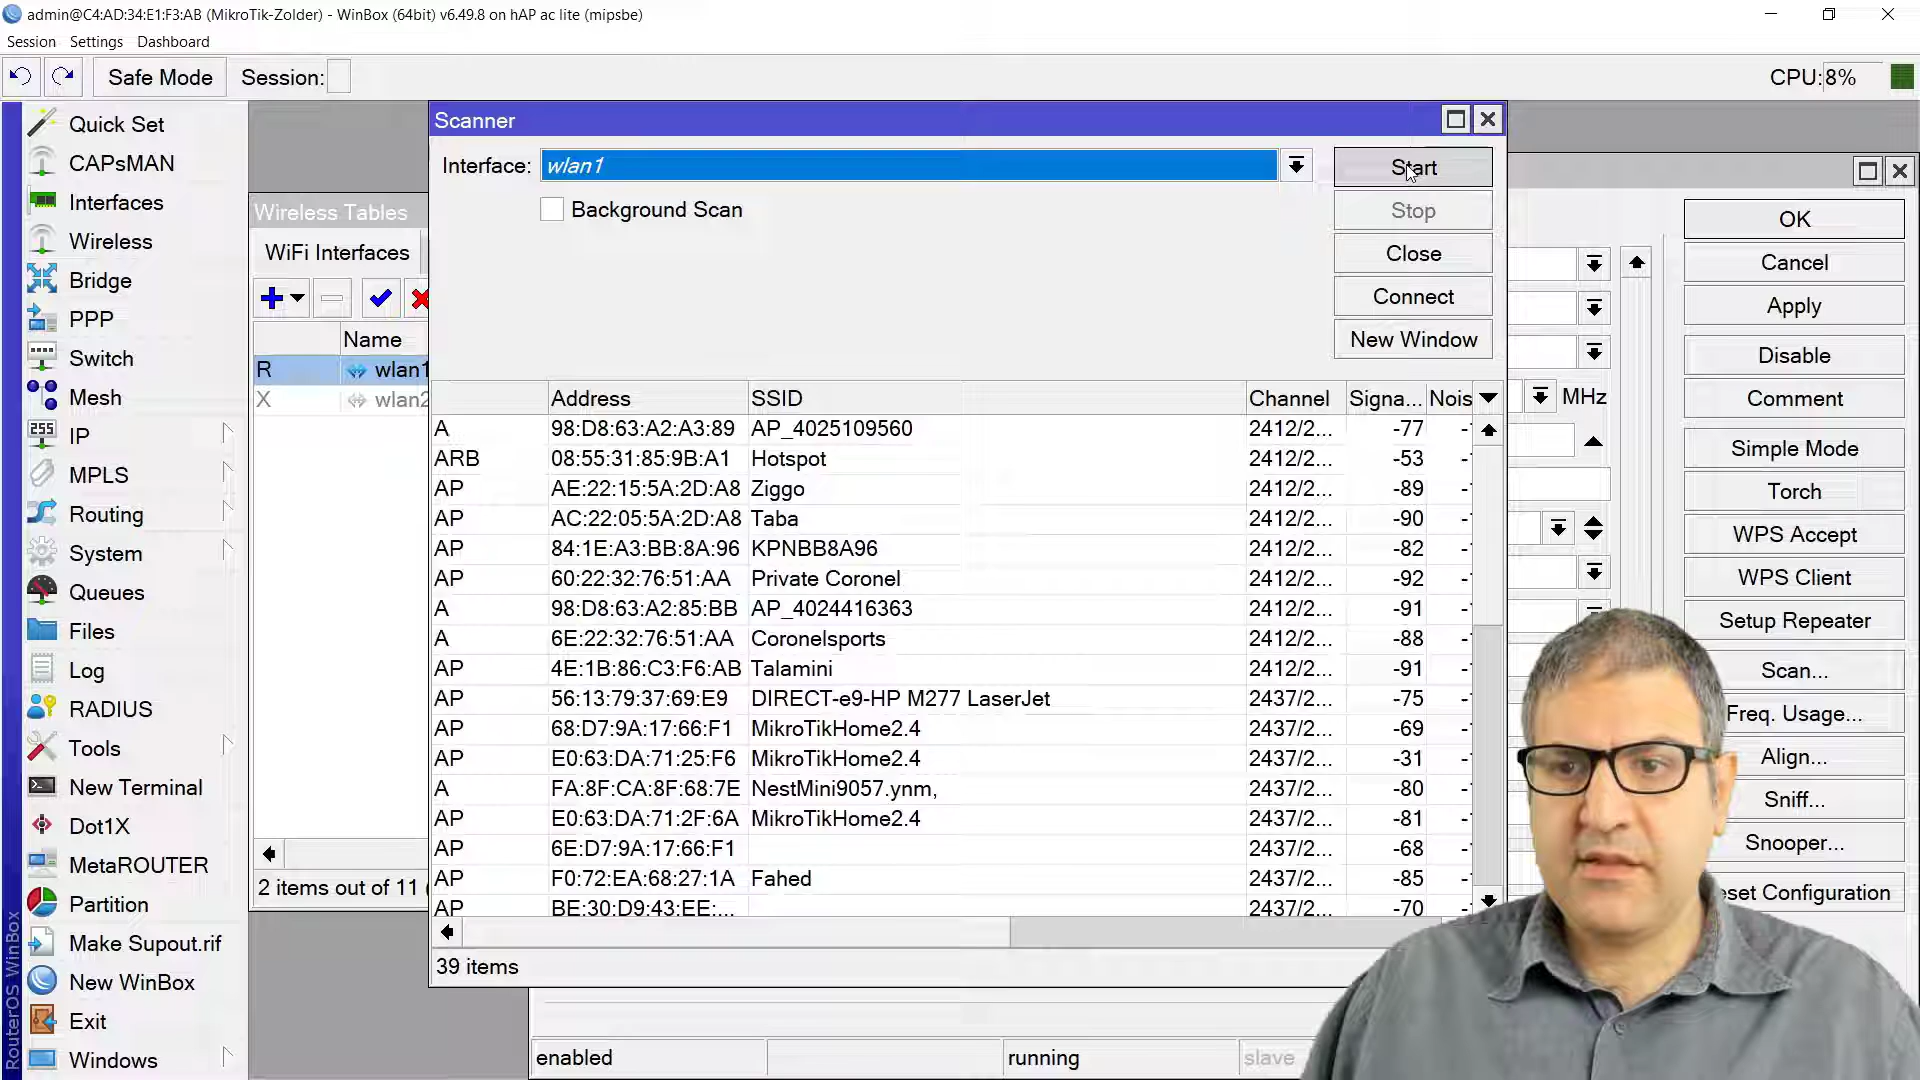 admin@C4:AD:34:E1:F3:AB (MikroTik-Zolder) - WinBox (64bit) v6.49.8 on hAP ac lite (mipsbe)
Session Settings Dashboard
Safe Mode Session: CPU: 8%
Quick Set
CAPsMAN
Interfaces
Wireless
Bridge
PPP
Switch
Mesh
IP
MPLS
Routing
System
Queues
Files
Log
RADIUS
Tools
New Terminal
Dot1X
MetaROUTER
Partition
Make Supout.rif
New WinBox
Exit
Windows
RouterOS WinBox
Wireless Tables
WiFi Interfaces
Name
R wlan1
X wlan2
2 items out of 11 (
Scanner
Interface: wlan1
Background Scan
Start
Stop
Close
Connect
New Window
Address SSID Channel Signa... Nois
A 98:D8:63:A2:A3:89 AP_4025109560 2412/2... -77
ARB 08:55:31:85:9B:A1 Hotspot 2412/2... -53
AP AE:22:15:5A:2D:A8 Ziggo 2412/2... -89
AP AC:22:05:5A:2D:A8 Taba 2412/2... -90
AP 84:1E:A3:BB:8A:96 KPNBB8A96 2412/2... -82
AP 60:22:32:76:51:AA Private Coronel 2412/2... -92
A 98:D8:63:A2:85:BB AP_4024416363 2412/2... -91
A 6E:22:32:76:51:AA Coronelsports 2412/2... -88
AP 4E:1B:86:C3:F6:AB Talamini 2412/2... -91
AP 56:13:79:37:69:E9 DIRECT-e9-HP M277 LaserJet 2437/2... -75
AP 68:D7:9A:17:66:F1 MikroTikHome2.4 2437/2... -69
AP E0:63:DA:71:25:F6 MikroTikHome2.4 2437/2... -31
A FA:8F:CA:8F:68:7E NestMini9057.ynm, 2437/2... -80
AP E0:63:DA:71:2F:6A MikroTikHome2.4 2437/2... -81
AP 6E:D7:9A:17:66:F1 2437/2... -68
AP F0:72:EA:68:27:1A Fahed 2437/2... -85
AP BE:30:D9:43:EE:... 2437/2... -70
39 items
MHz
OK
Cancel
Apply
Disable
Comment
Simple Mode
Torch
WPS Accept
WPS Client
Setup Repeater
Scan...
Freq. Usage...
Align...
Sniff...
Snooper...
eset Configuration
enabled running slave